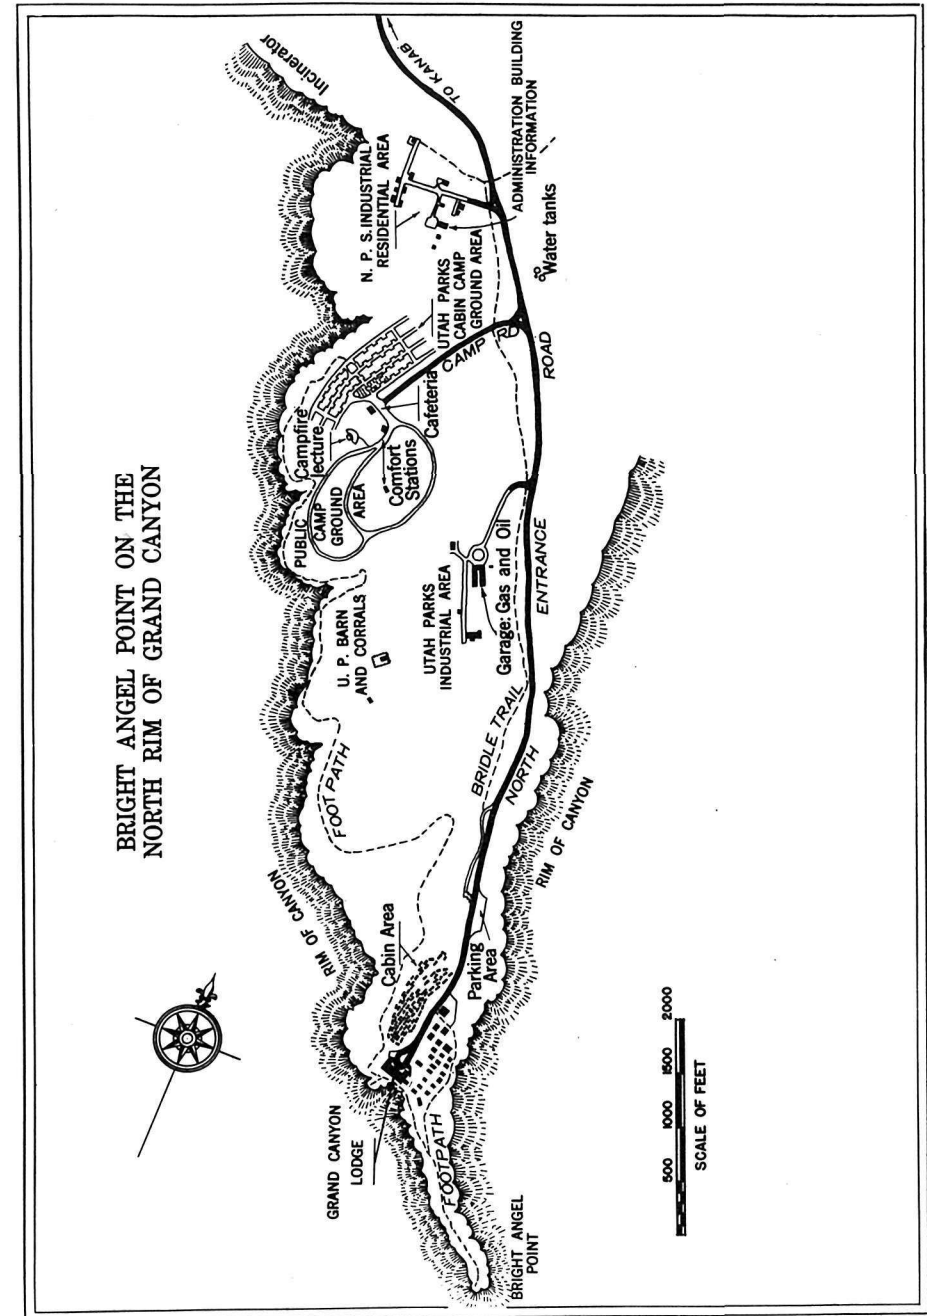 BRIGHT ANGEL POINT ON THE
NORTH RIM OF GRAND CANYON
Incinerator
TO KANAB
N. P. S. INDUSTRIAL
RESIDENTIAL AREA
ADMINISTRATION BUILDING
INFORMATION
Water tanks
UTAH PARKS
CABIN CAMP
GROUND AREA
CAMP RD
Cafeteria
Campfire
lecture
Comfort
Stations
PUBLIC
CAMP
GROUND
AREA
ROAD
ENTRANCE
NORTH
UTAH PARKS
INDUSTRIAL AREA
Garage: Gas and Oil
U. P. BARN
AND CORRALS
FOOTPATH
BRIDLE TRAIL
RIM OF CANYON
RIM OF CANYON
Cabin Area
Parking
Area
GRAND CANYON
LODGE
FOOTPATH
BRIGHT ANGEL
POINT
500 1000 1500 2000
SCALE OF FEET